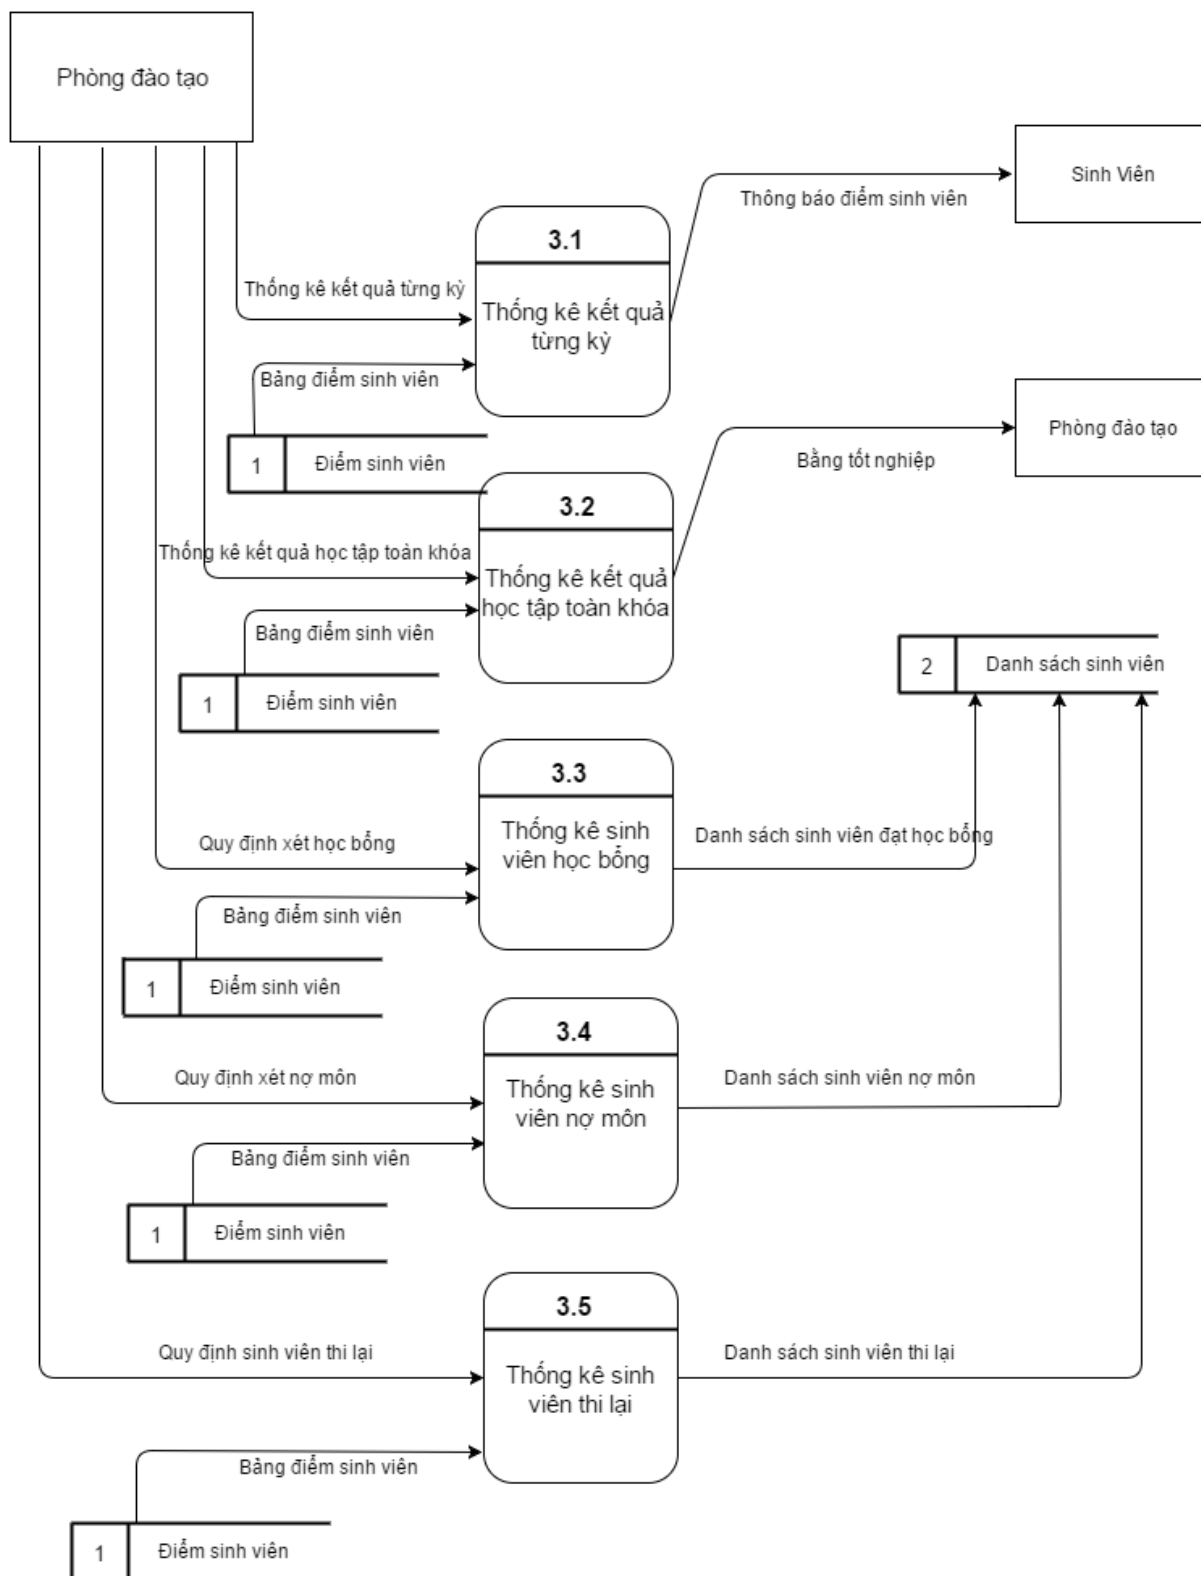 Phòng đào tạo
Sinh Viên
Thông báo điểm sinh viên
3.1
Thống kê kết quả từng kỳ
Thống kê kết quả
từng kỳ
Bảng điểm sinh viên
Phòng đào tạo
1
Điểm sinh viên
Bằng tốt nghiệp
3.2
Thống kê kết quả học tập toàn khóa
Thống kê kết quả
học tập toàn khóa
Bảng điểm sinh viên
2
Danh sách sinh viên
1
Điểm sinh viên
3.3
Quy định xét học bổng
Thống kê sinh
viên học bổng
Danh sách sinh viên đạt học bổng
Bảng điểm sinh viên
1
Điểm sinh viên
3.4
Quy định xét nợ môn
Thống kê sinh
viên nợ môn
Danh sách sinh viên nợ môn
Bảng điểm sinh viên
1
Điểm sinh viên
3.5
Quy định sinh viên thi lại
Thống kê sinh
viên thi lại
Danh sách sinh viên thi lại
Bảng điểm sinh viên
1
Điểm sinh viên